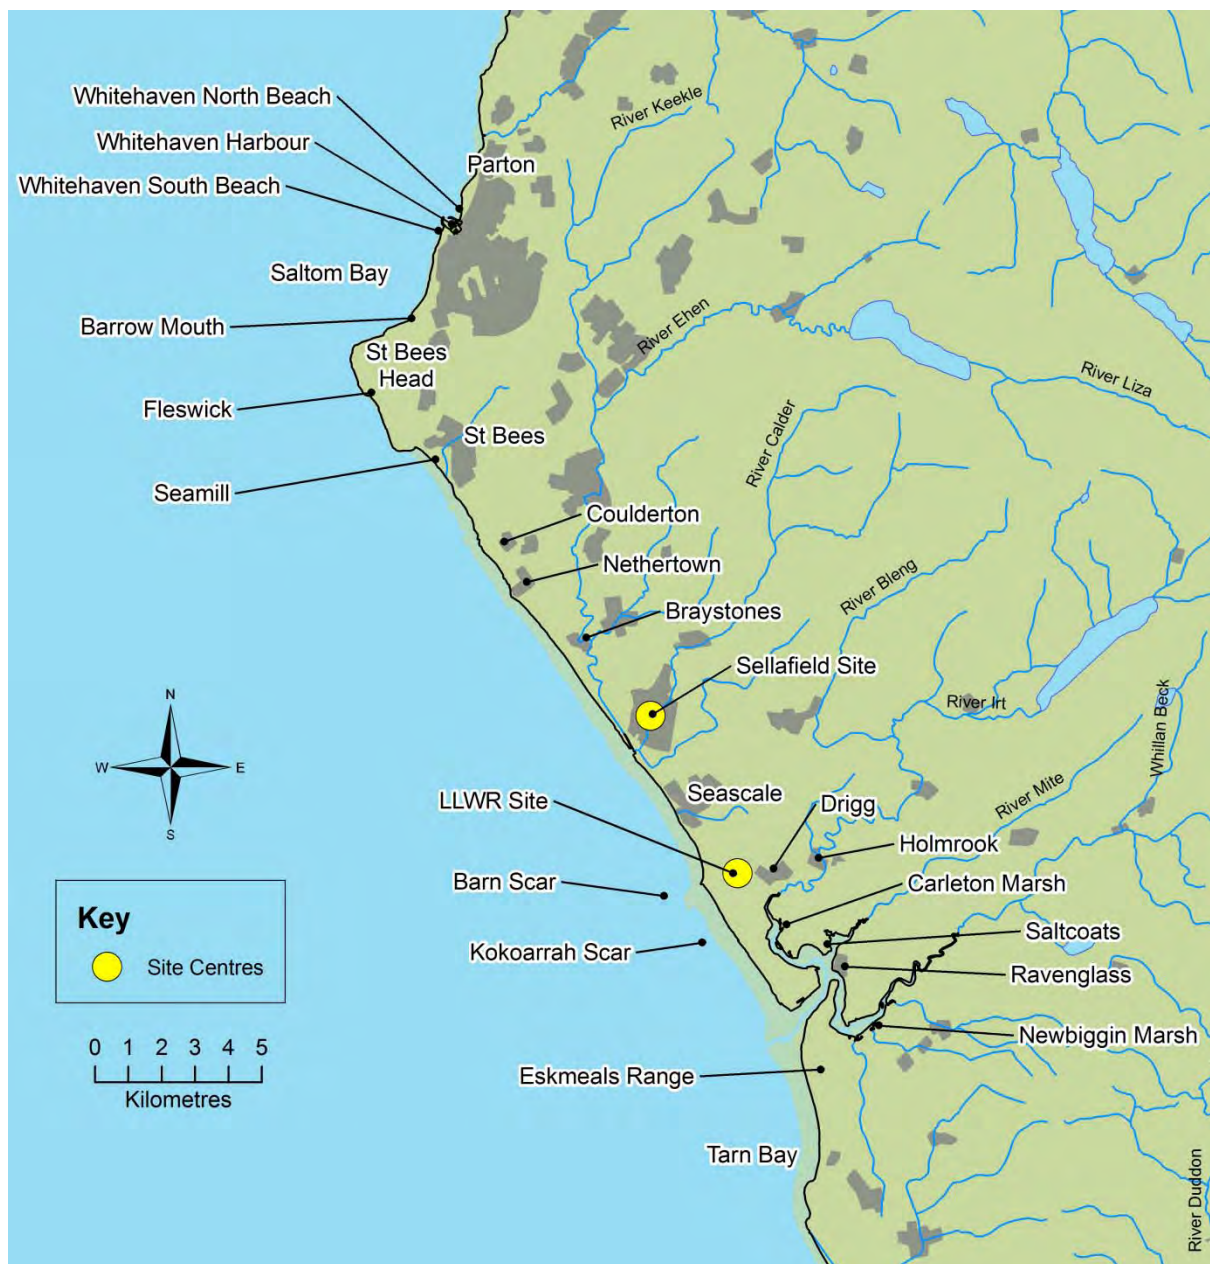 Whitehaven North Beach
River Keekle
Whitehaven Harbour
Parton
Whitehaven South Beach
Saltom Bay
Barrow Mouth
River Ehen
St Bees
Head
River Liza
Fleswick
River Calder
St Bees
Seamill
Coulderton
Nethertown
River Bleng
Braystones
Sellafield Site
River Irt
Whillan Beck
N
W
E
S
River Mite
Seascale
LLWR Site
Drigg
Holmrook
Barn Scar
Carleton Marsh
Kokoarrah Scar
Saltcoats
Ravenglass
Key
Site Centres
Newbiggin Marsh
0 1 2 3 4 5
Kilometres
Eskmeals Range
Tarn Bay
River Duddon